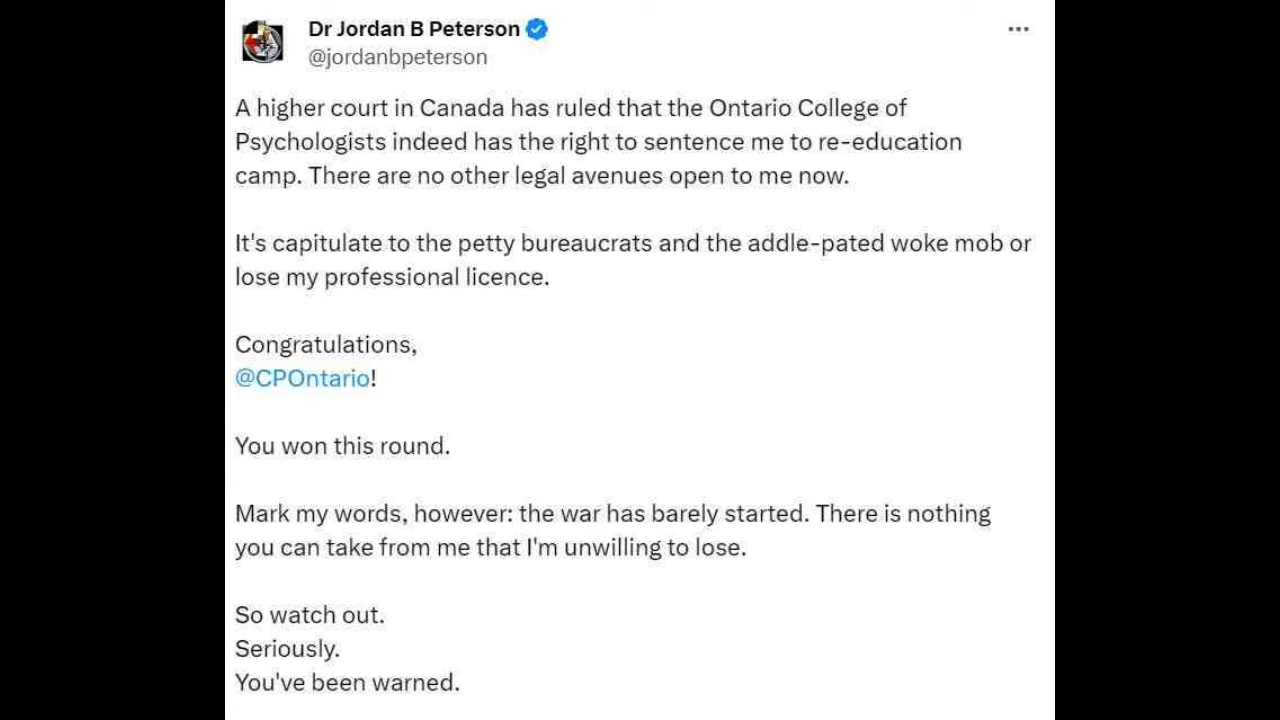 Dr Jordan B Peterson
@jordanbpeterson
A higher court in Canada has ruled that the Ontario College of
Psychologists indeed has the right to sentence me to re-education
camp. There are no other legal avenues open to me now.
It's capitulate to the petty bureaucrats and the addle-pated woke mob or
lose my professional licence.
Congratulations,
@CPOntario!
You won this round.
Mark my words, however: the war has barely started. There is nothing
you can take from me that I'm unwilling to lose.
So watch out.
Seriously.
You've been warned.